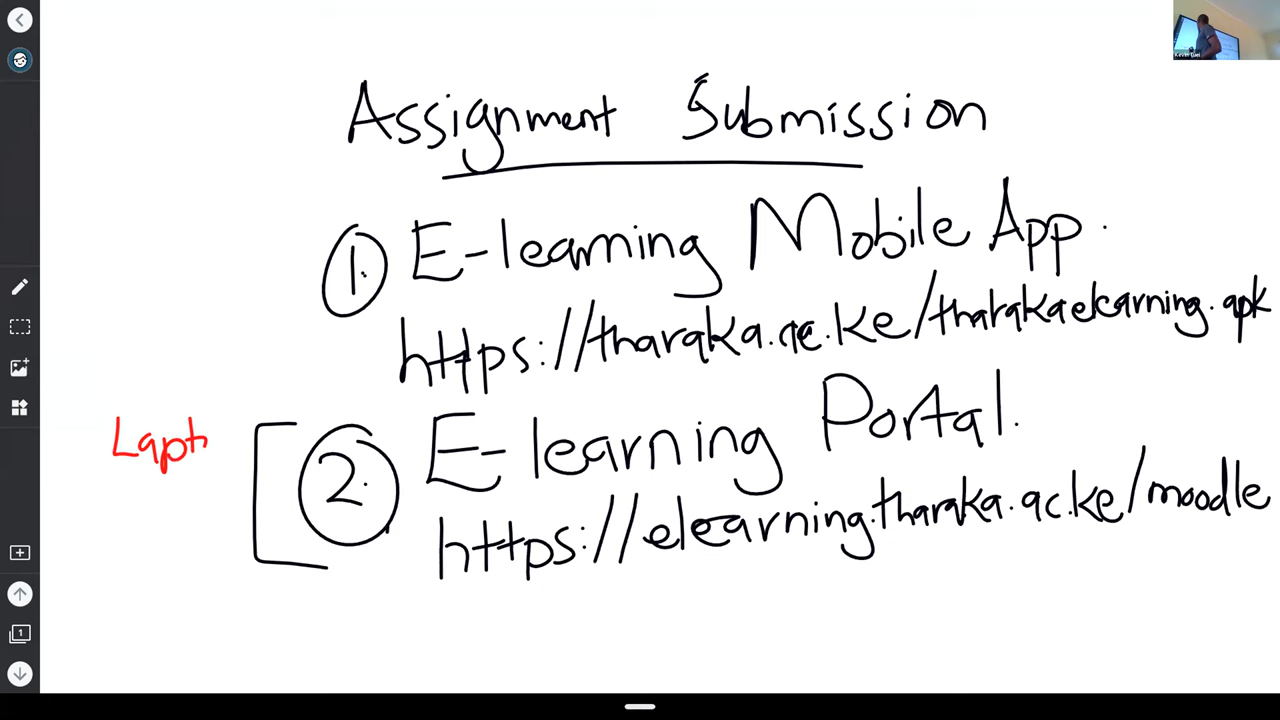 Assignment Submission
1. E-learning Mobile App.
https://tharaka.ac.ke/tharakaelearning.apk
Lapt
2. E-learning Portal.
https://elearning.tharaka.ac.ke/moodle
1